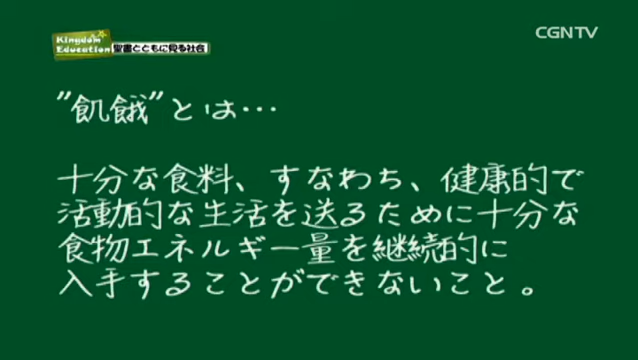 Kingdom
Education
聖書とともに見る社会
CGNTV
"飢餓"とは…
十分な食料、すなわち、健康的で
活動的な生活を送るために十分な
食物エネルギー量を継続的に
入手することができないこと。